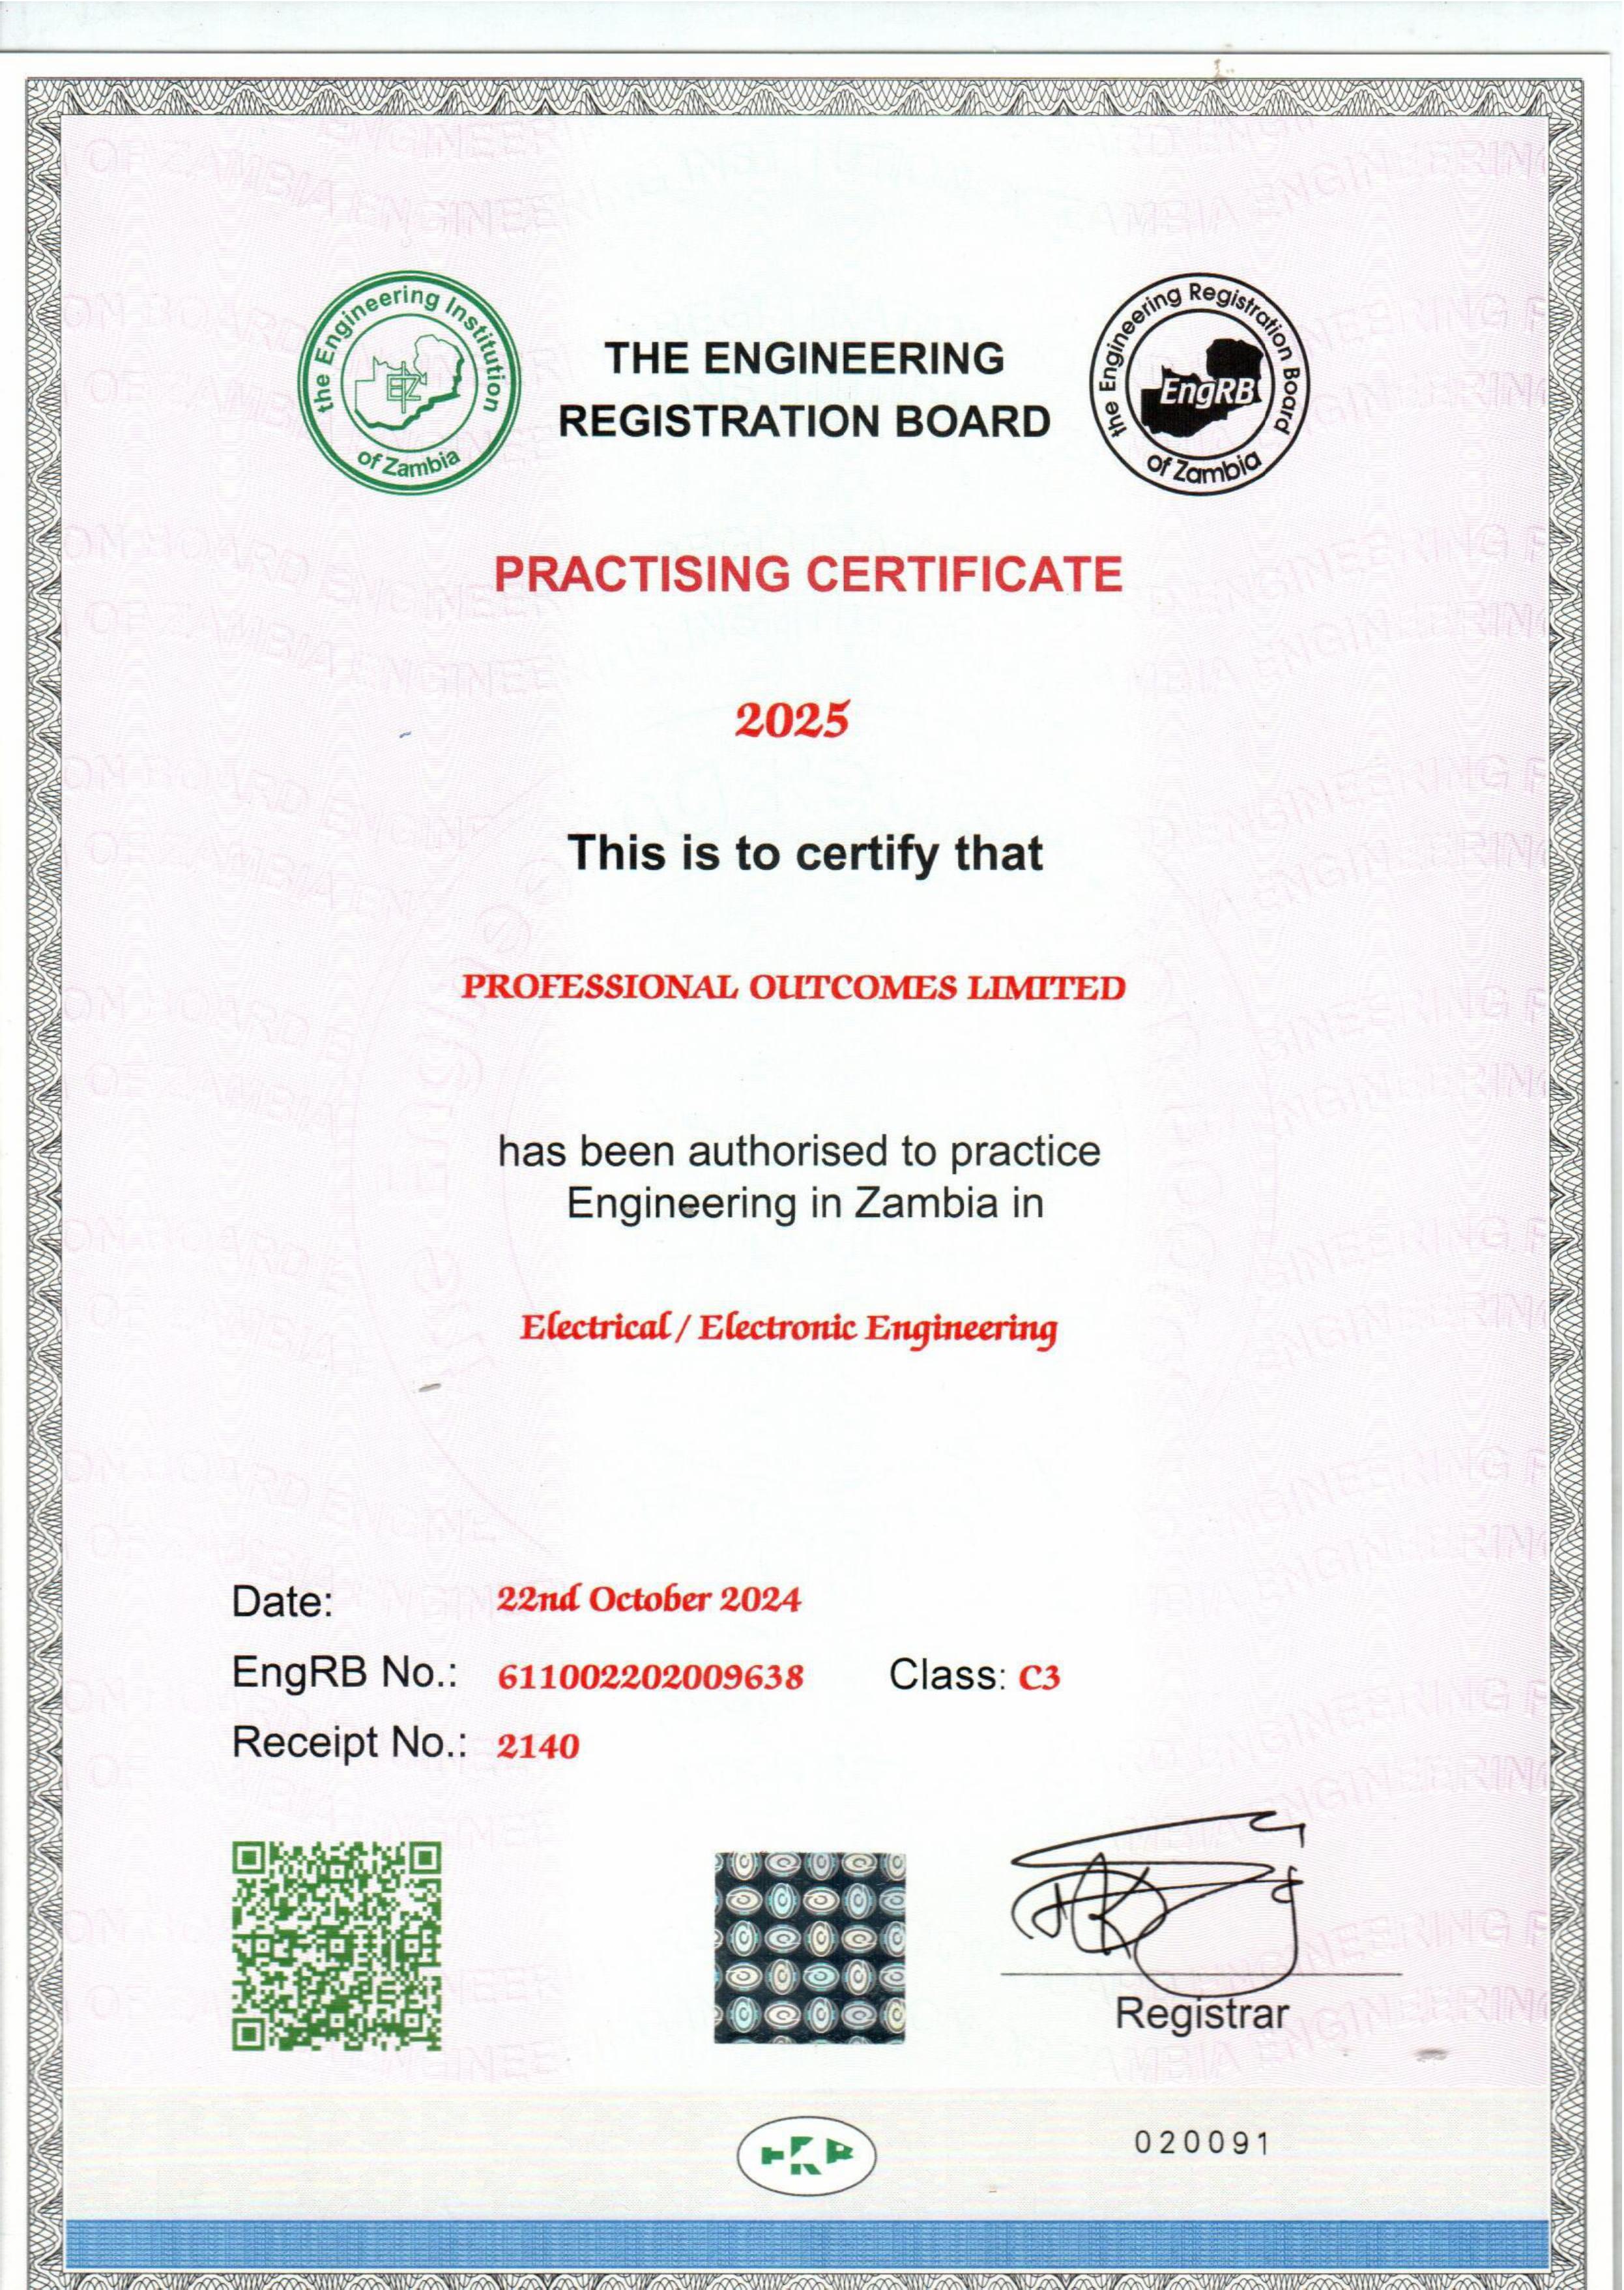 the Engineering Institution of Zambia
THE ENGINEERING
REGISTRATION BOARD
the Engineering Registration Board of Zambia
EngRB
PRACTISING CERTIFICATE
2025
This is to certify that
PROFESSIONAL OUTCOMES LIMITED
has been authorised to practice
Engineering in Zambia in
Electrical / Electronic Engineering
Date: 22nd October 2024
EngRB No.: 611002202009638 Class: C3
Receipt No.: 2140
Registrar
020091